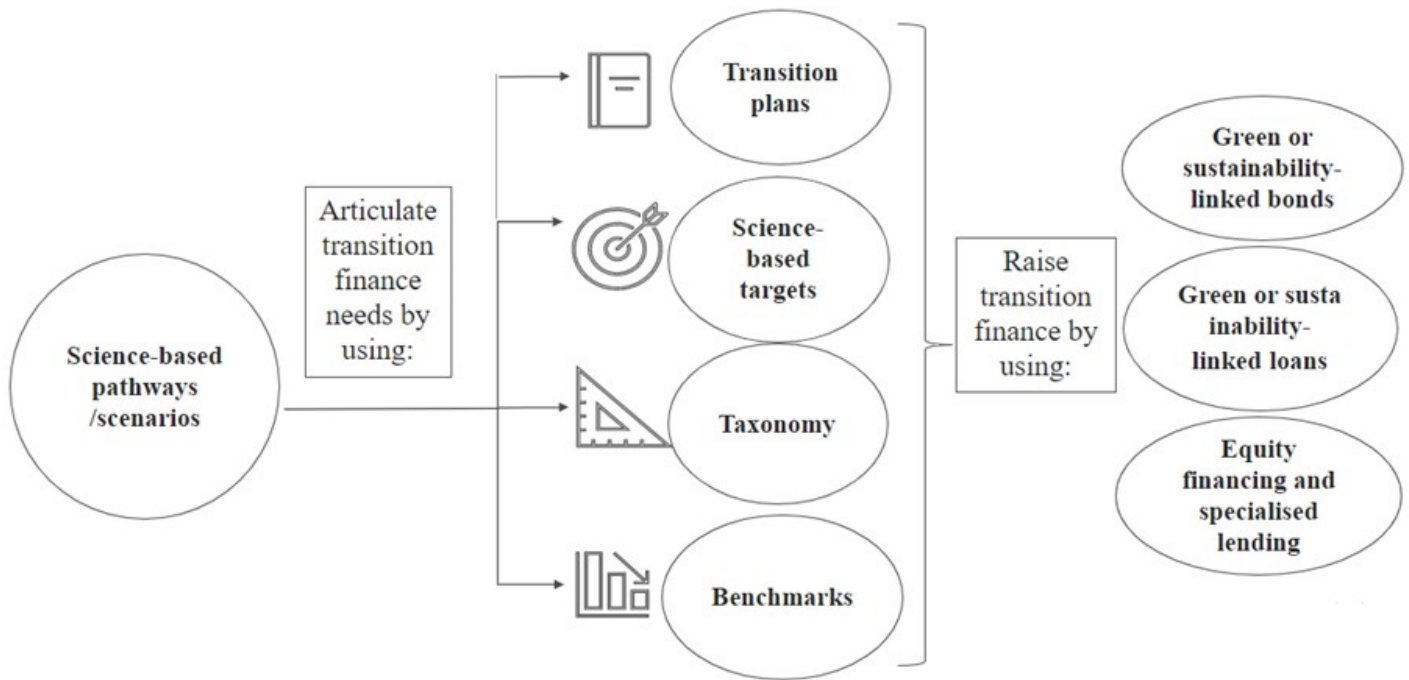 Science-based
pathways
/scenarios
Articulate
transition
finance
needs by
using:
Transition
plans
Science-
based
targets
Taxonomy
Benchmarks
Raise
transition
finance by
using:
Green or
sustainability-
linked bonds
Green or susta
inability-
linked loans
Equity
financing and
specialised
lending